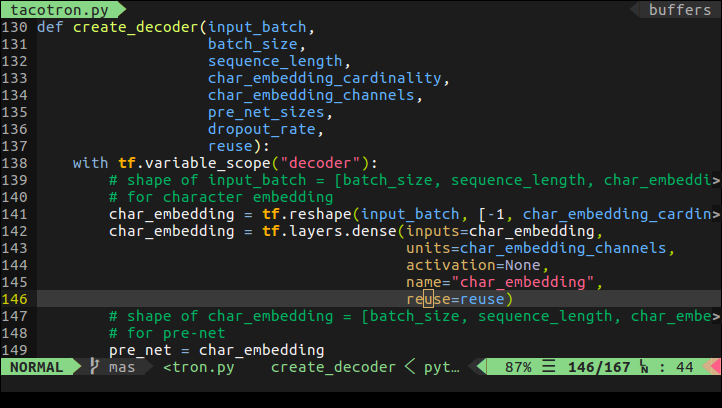 tacotron.py buffers
130 def create_decoder(input_batch,
131 batch_size,
132 sequence_length,
133 char_embedding_cardinality,
134 char_embedding_channels,
135 pre_net_sizes,
136 dropout_rate,
137 reuse):
138 with tf.variable_scope("decoder"):
139 # shape of input_batch = [batch_size, sequence_length, char_embeddi>
140 # for character embedding
141 char_embedding = tf.reshape(input_batch, [-1, char_embedding_cardin>
142 char_embedding = tf.layers.dense(inputs=char_embedding,
143 units=char_embedding_channels,
144 activation=None,
145 name="char_embedding",
146 reuse=reuse)
147 # shape of char_embedding = [batch_size, sequence_length, char_embe>
148 # for pre-net
149 pre_net = char_embedding
NORMAL mas <tron.py create_decoder < pyt… 87% ☰ 146/167 ㏑ : 44